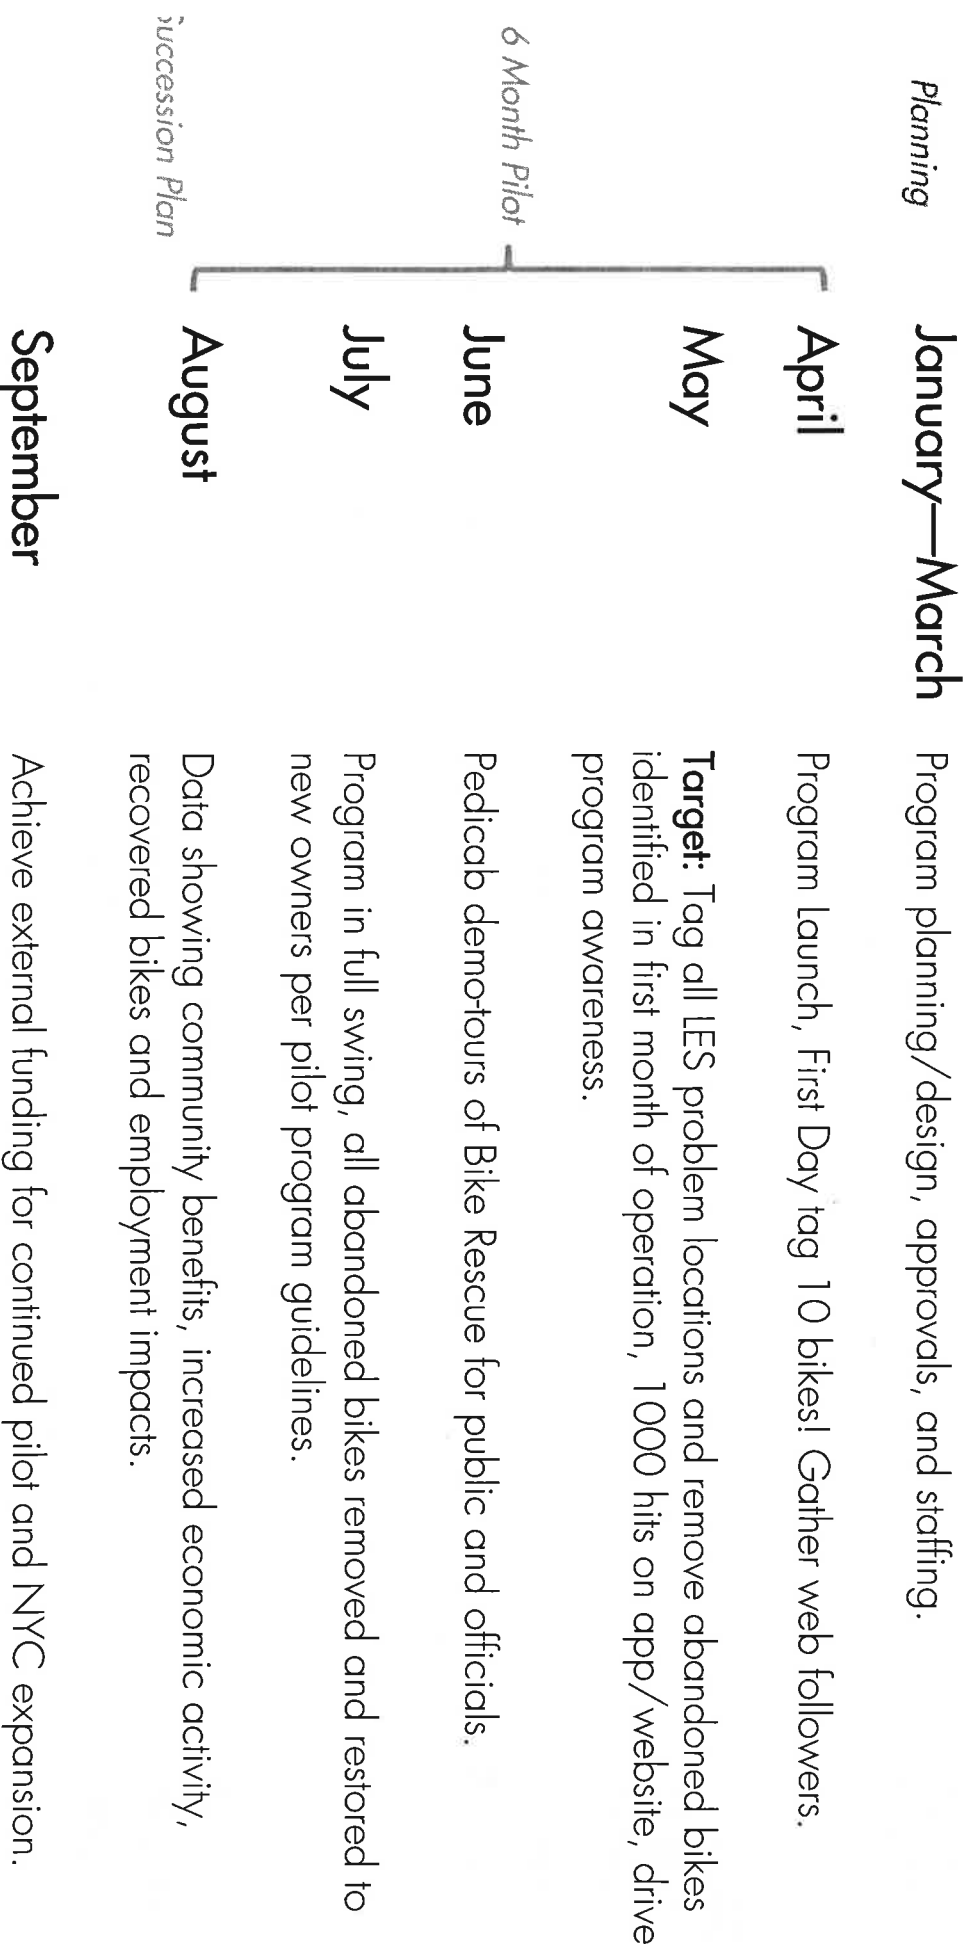 Planning
January—March
Program planning/design, approvals, and staffing.
6 Month Pilot
April
Program Launch, First Day tag 10 bikes! Gather web followers.
May
Target: Tag all LES problem locations and remove abandoned bikes
identified in first month of operation, 1000 hits on app/website, drive
program awareness.
June
Pedicab demo-tours of Bike Rescue for public and officials.
July
Program in full swing, all abandoned bikes removed and restored to
new owners per pilot program guidelines.
August
Data showing community benefits, increased economic activity,
recovered bikes and employment impacts.
Succession Plan
September
Achieve external funding for continued pilot and NYC expansion.